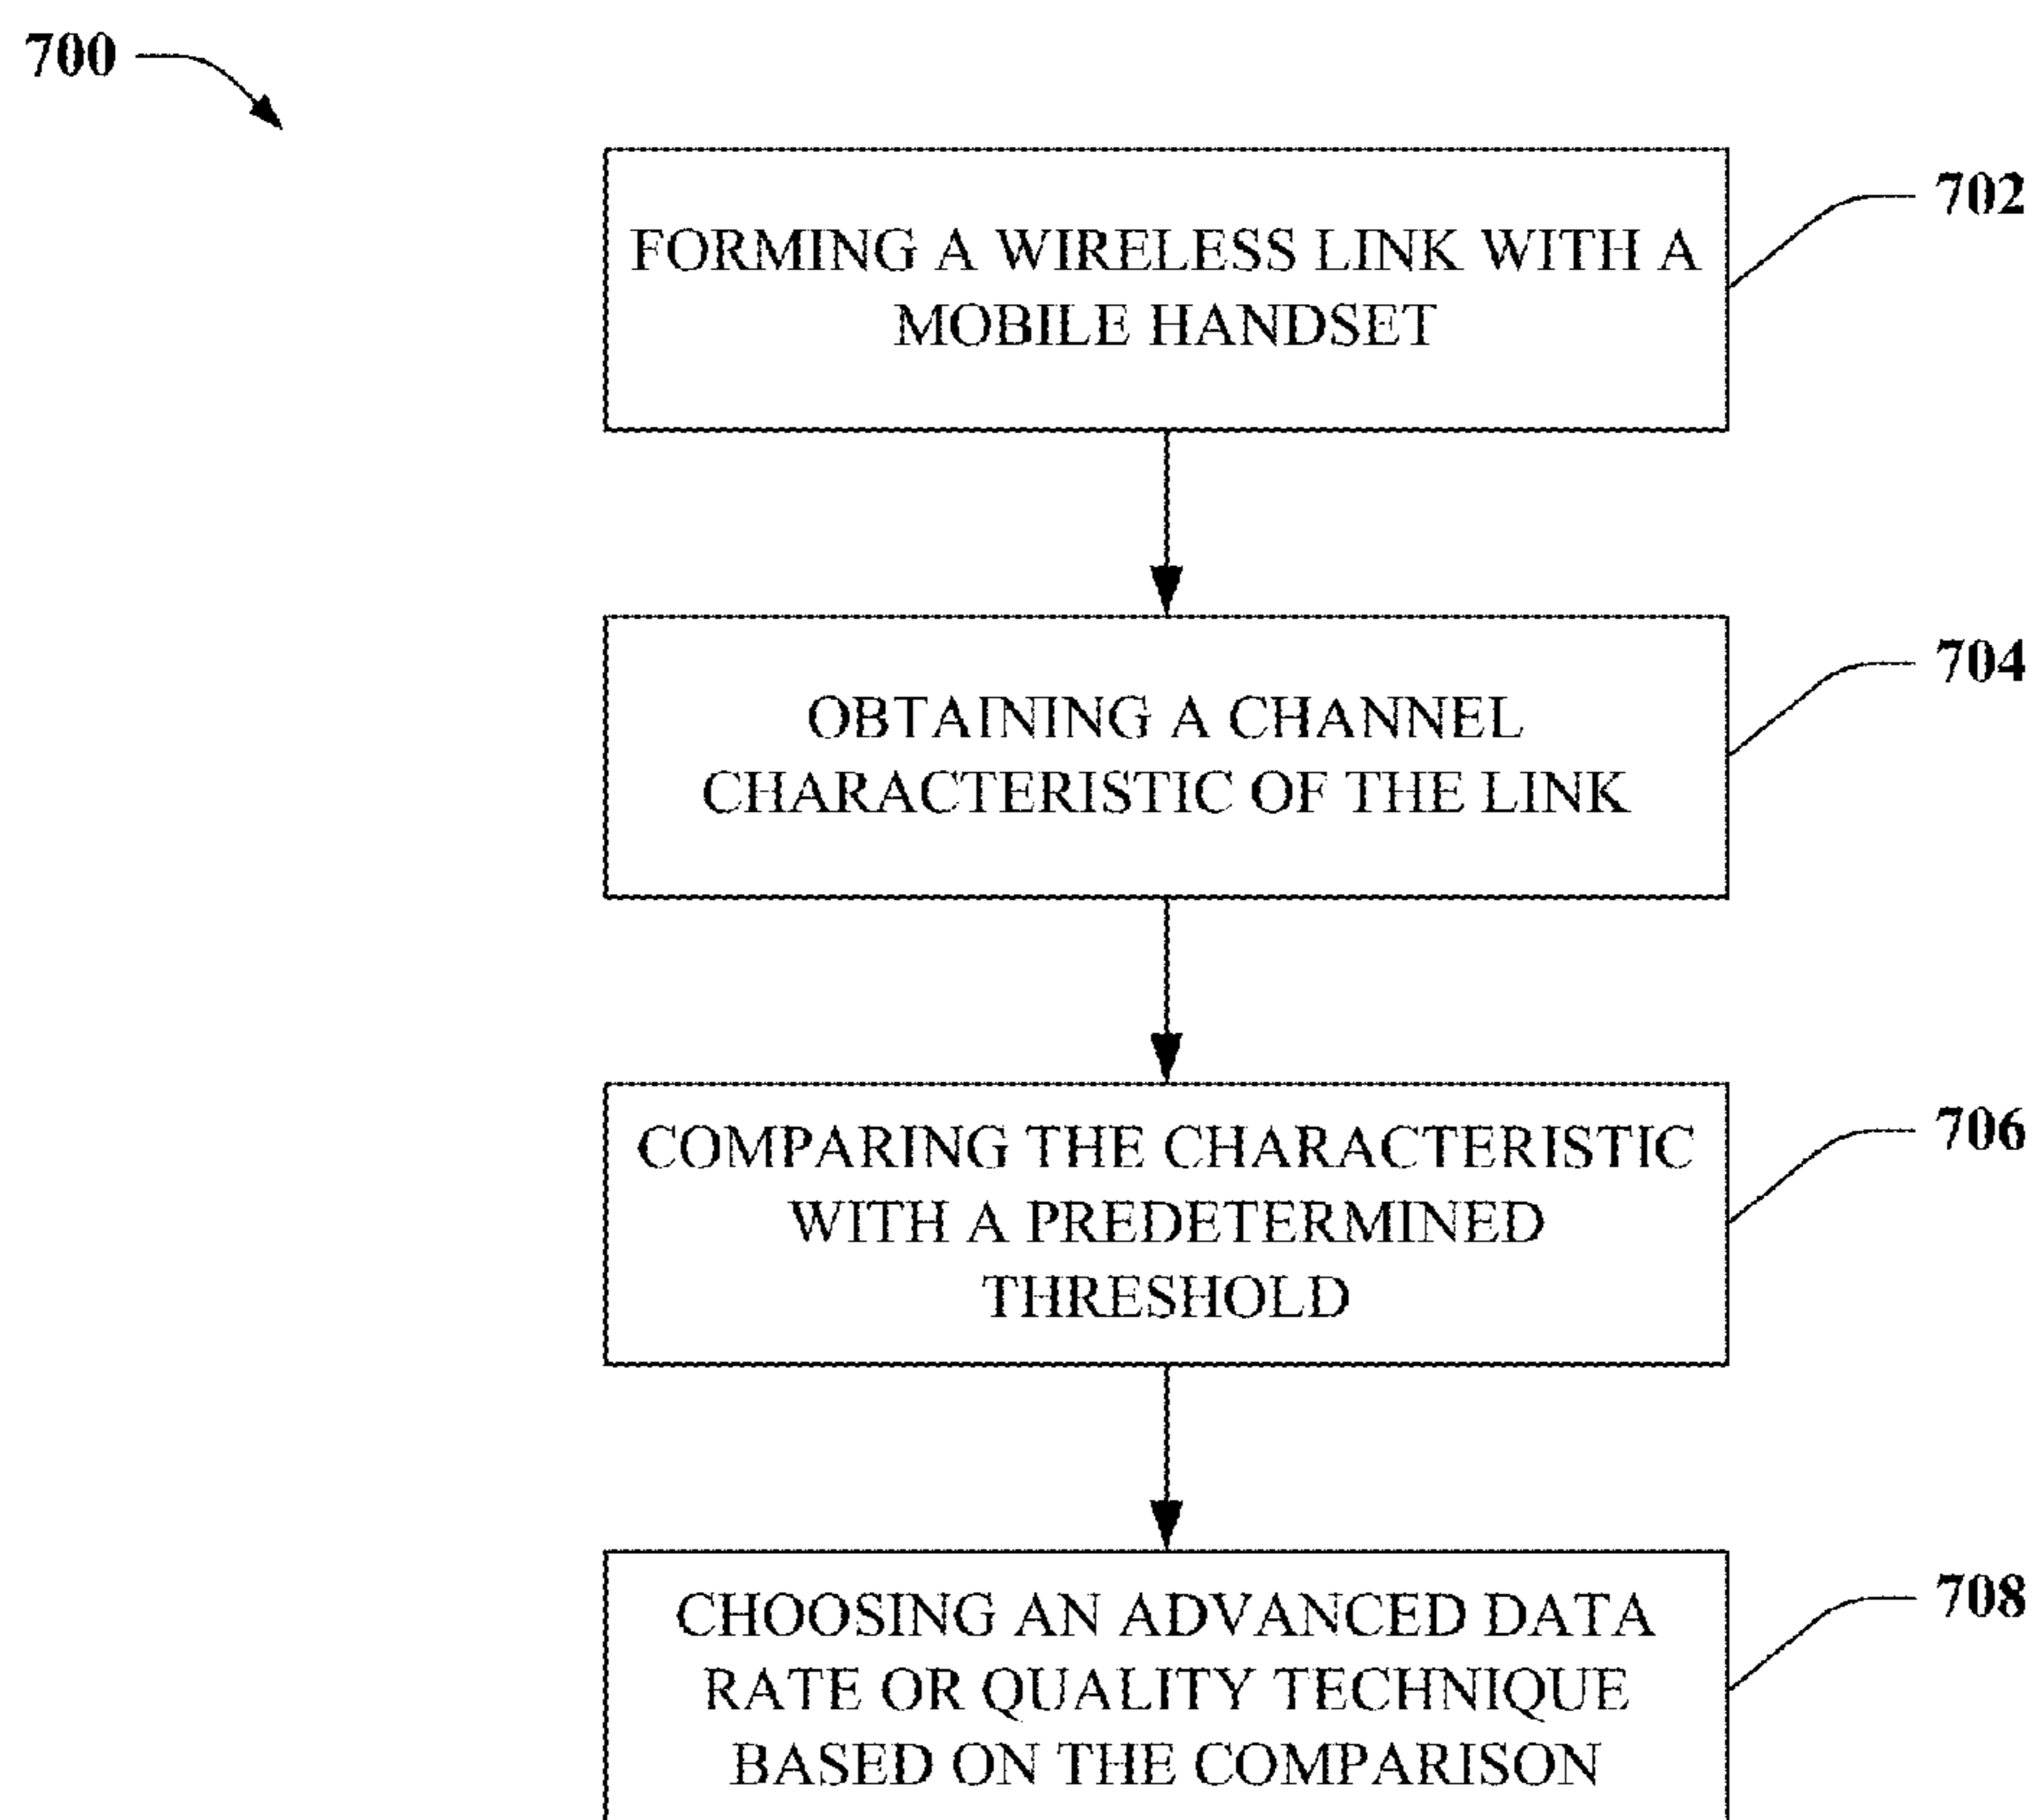 700
702
FORMING A WIRELESS LINK WITH A
MOBILE HANDSET
704
OBTAINING A CHANNEL
CHARACTERISTIC OF THE LINK
706
COMPARING THE CHARACTERISTIC
WITH A PREDETERMINED
THRESHOLD
708
CHOOSING AN ADVANCED DATA
RATE OR QUALITY TECHNIQUE
BASED ON THE COMPARISON